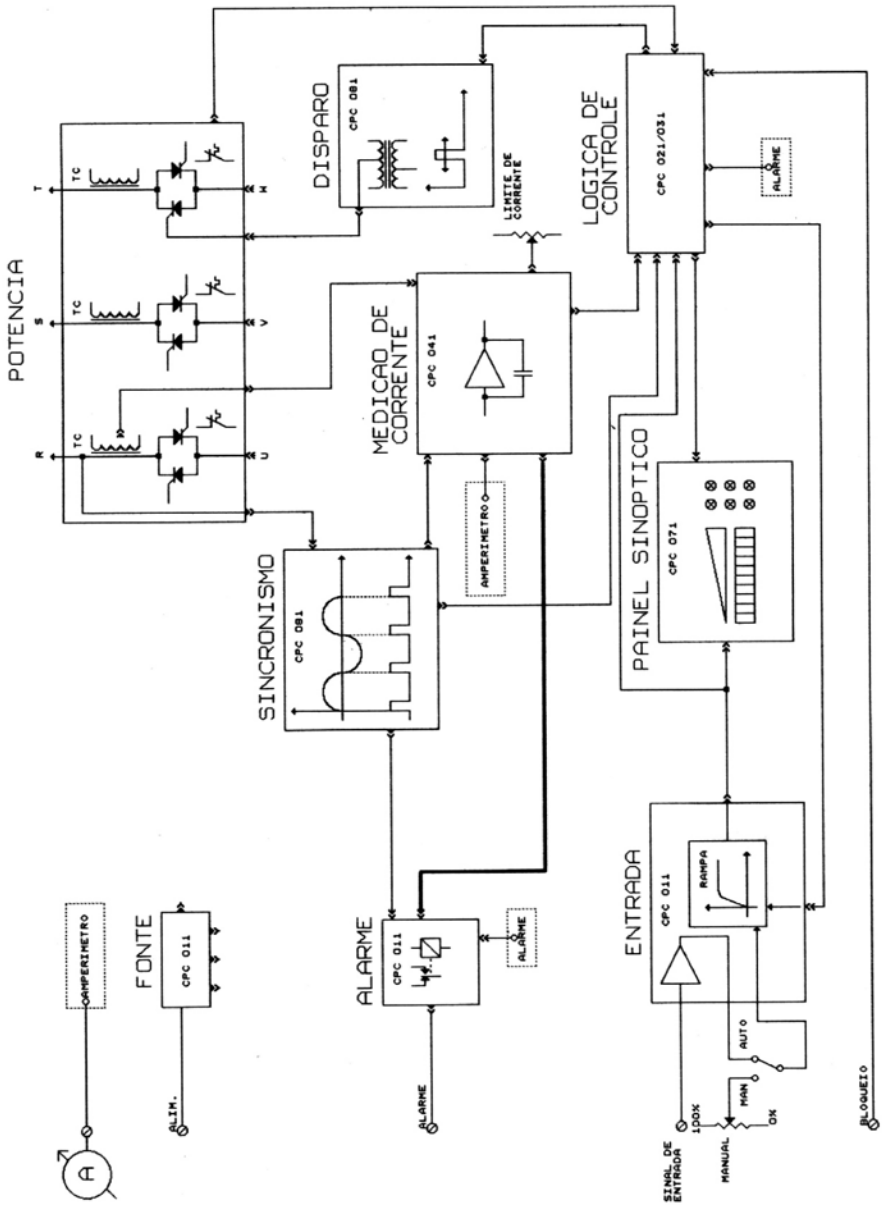 POTENCIA
R
S
T
TC
TC
TC
U
V
W
DISPARO
CPC 081
LIMITE DE
CORRENTE
LOGICA DE
CONTROLE
CPC 021/031
ALARME
MEDICAO DE
CORRENTE
CPC 041
AMPERIMETRO
SINCRONISMO
CPC 081
PAINEL SINOPTICO
CPC 071
AMPERIMETRO
A
FONTE
CPC 011
ALIM.
ALARME
CPC 011
ALARME
ALARME
ENTRADA
CPC 011
RAMPA
AUTO
MAN
SINAL DE
ENTRADA
100%
MANUAL
0%
BLOQUEIO